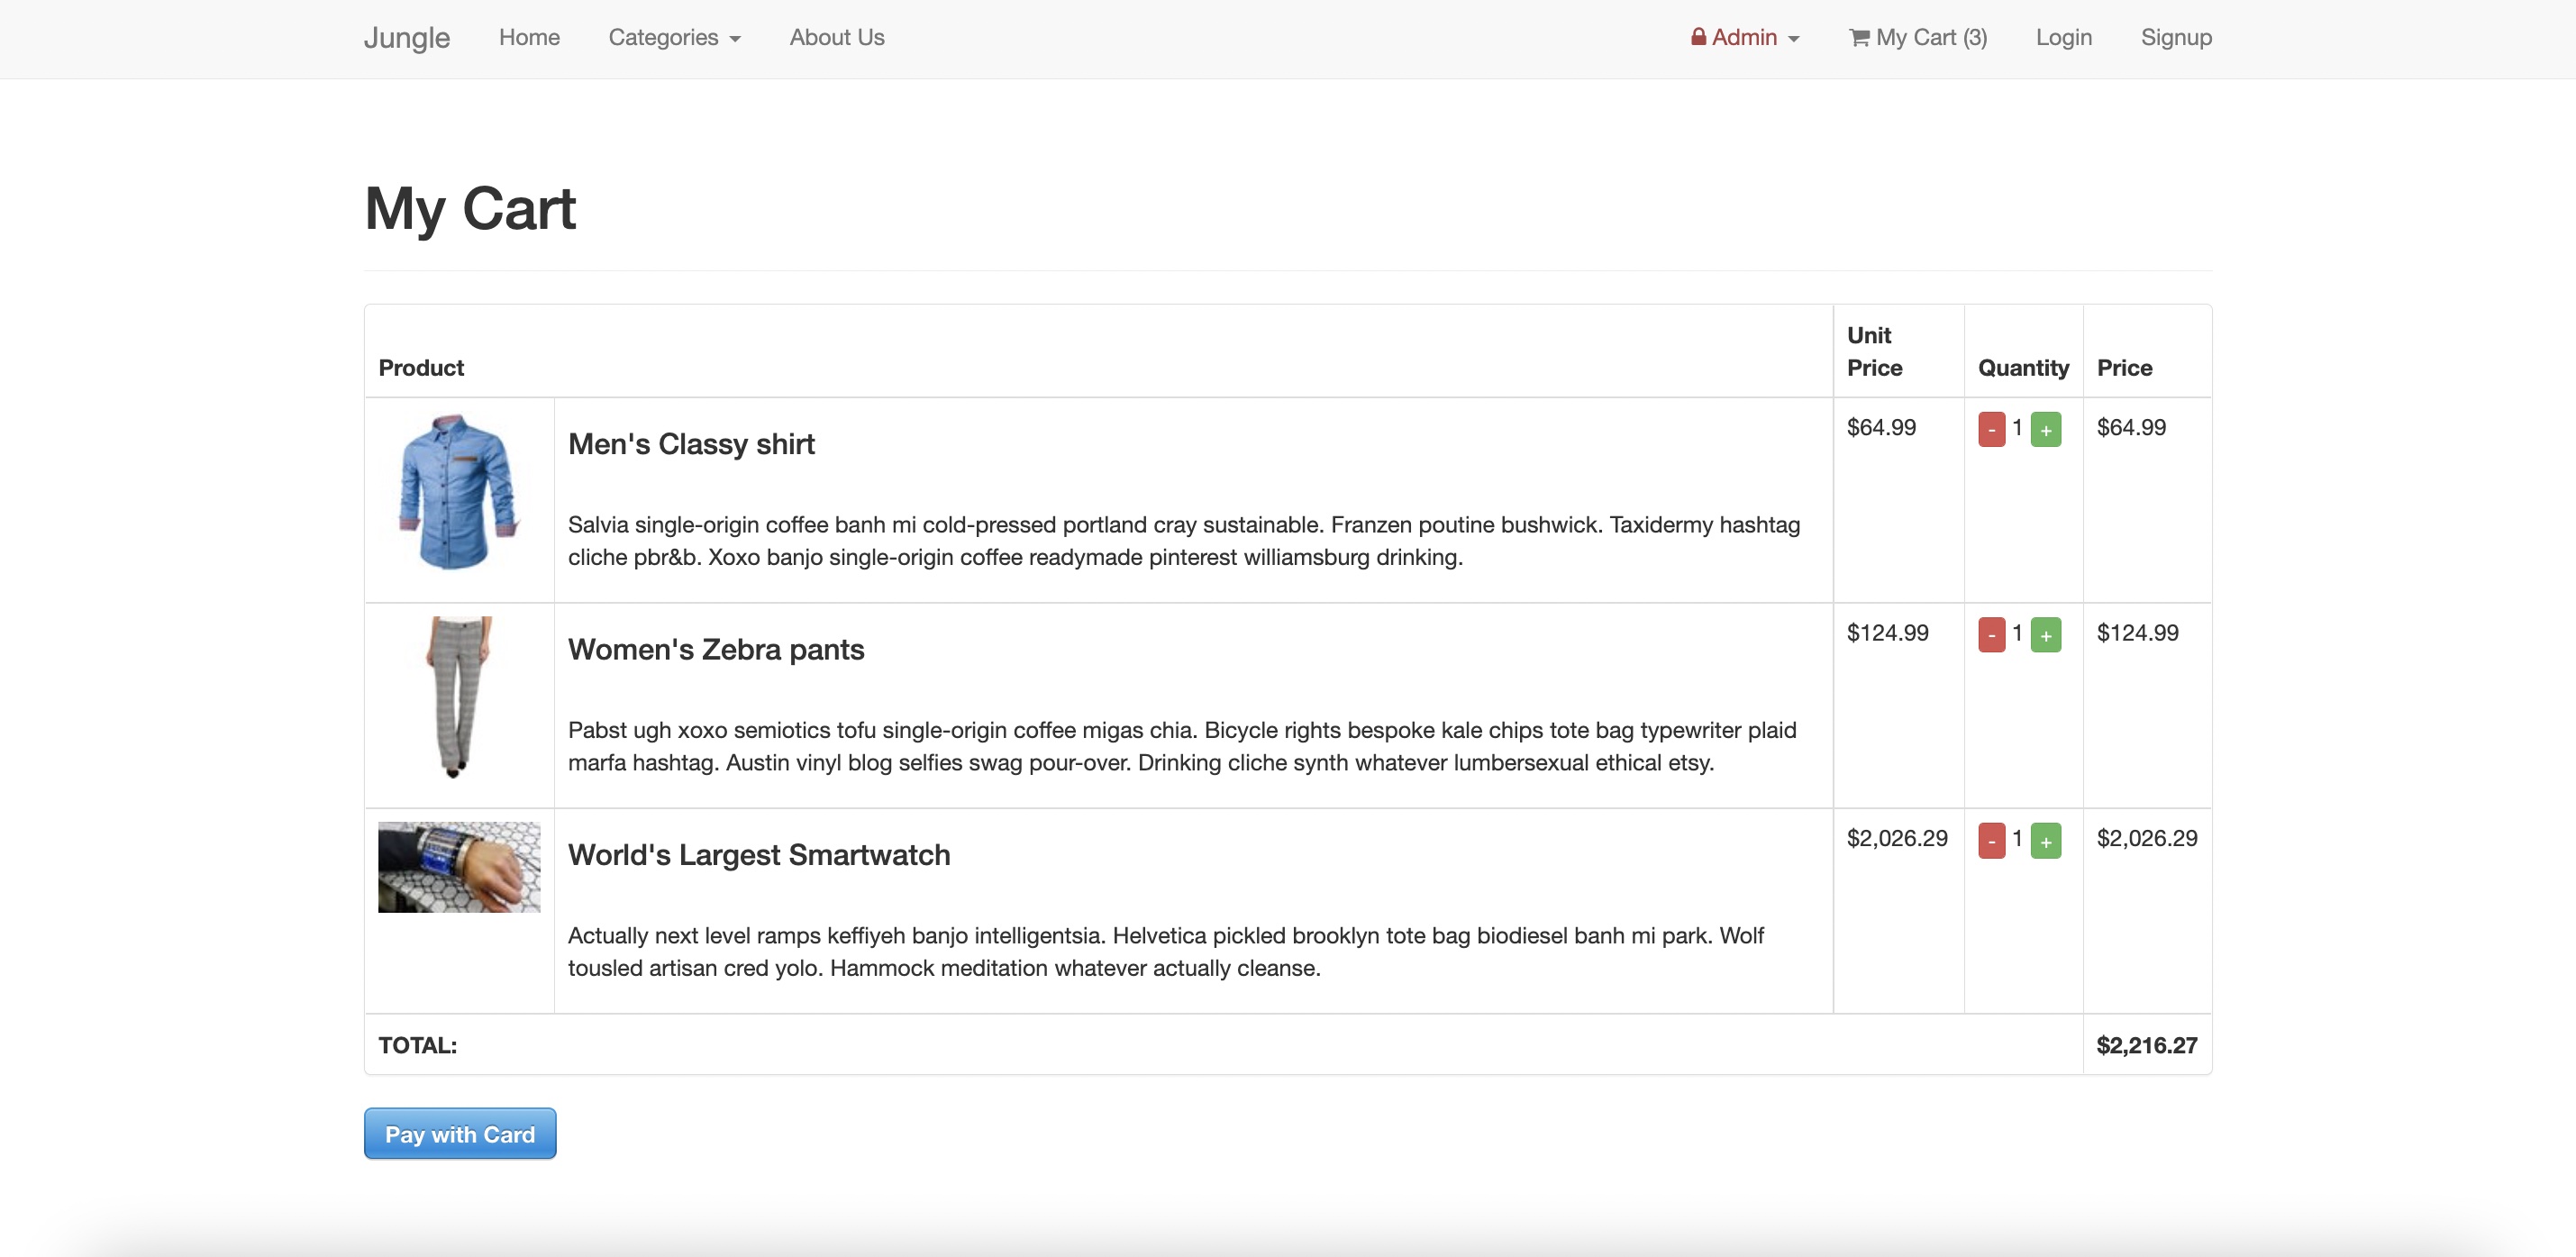 Jungle Home Categories About Us Admin My Cart (3) Login Signup
My Cart
Product Unit Price Quantity Price
Men's Classy shirt $64.99 - 1 + $64.99
Salvia single-origin coffee banh mi cold-pressed portland cray sustainable. Franzen poutine bushwick. Taxidermy hashtag
cliche pbr&b. Xoxo banjo single-origin coffee readymade pinterest williamsburg drinking.
Women's Zebra pants $124.99 - 1 + $124.99
Pabst ugh xoxo semiotics tofu single-origin coffee migas chia. Bicycle rights bespoke kale chips tote bag typewriter plaid
marfa hashtag. Austin vinyl blog selfies swag pour-over. Drinking cliche synth whatever lumbersexual ethical etsy.
World's Largest Smartwatch $2,026.29 - 1 + $2,026.29
Actually next level ramps keffiyeh banjo intelligentsia. Helvetica pickled brooklyn tote bag biodiesel banh mi park. Wolf
tousled artisan cred yolo. Hammock meditation whatever actually cleanse.
TOTAL: $2,216.27
Pay with Card